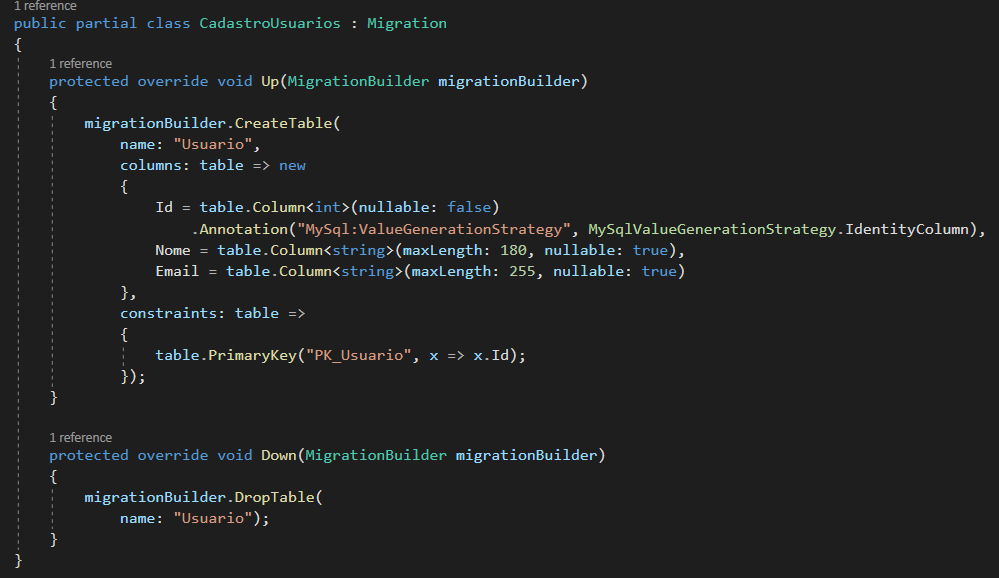 1 reference
public partial class CadastroUsuarios : Migration
{
1 reference
protected override void Up(MigrationBuilder migrationBuilder)
{
migrationBuilder.CreateTable(
name: "Usuario",
columns: table => new
{
Id = table.Column<int>(nullable: false)
.Annotation("MySql:ValueGenerationStrategy", MySqlValueGenerationStrategy.IdentityColumn),
Nome = table.Column<string>(maxLength: 180, nullable: true),
Email = table.Column<string>(maxLength: 255, nullable: true)
},
constraints: table =>
{
table.PrimaryKey("PK_Usuario", x => x.Id);
});
}
1 reference
protected override void Down(MigrationBuilder migrationBuilder)
{
migrationBuilder.DropTable(
name: "Usuario");
}
}